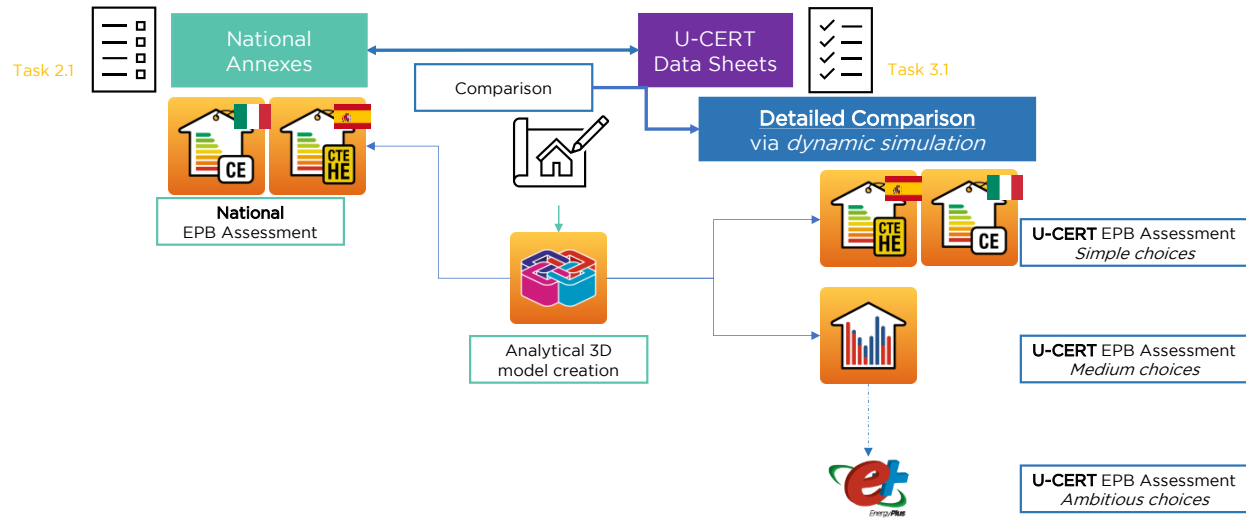 Task 2.1
National
Annexes
U-CERT
Data Sheets
Task 3.1
Comparison
Detailed Comparison
via dynamic simulation
CE
CTE
HE
National
EPB Assessment
CTE
HE
CE
U-CERT EPB Assessment
Simple choices
Analytical 3D
model creation
U-CERT EPB Assessment
Medium choices
e+
EnergyPlus
U-CERT EPB Assessment
Ambitious choices